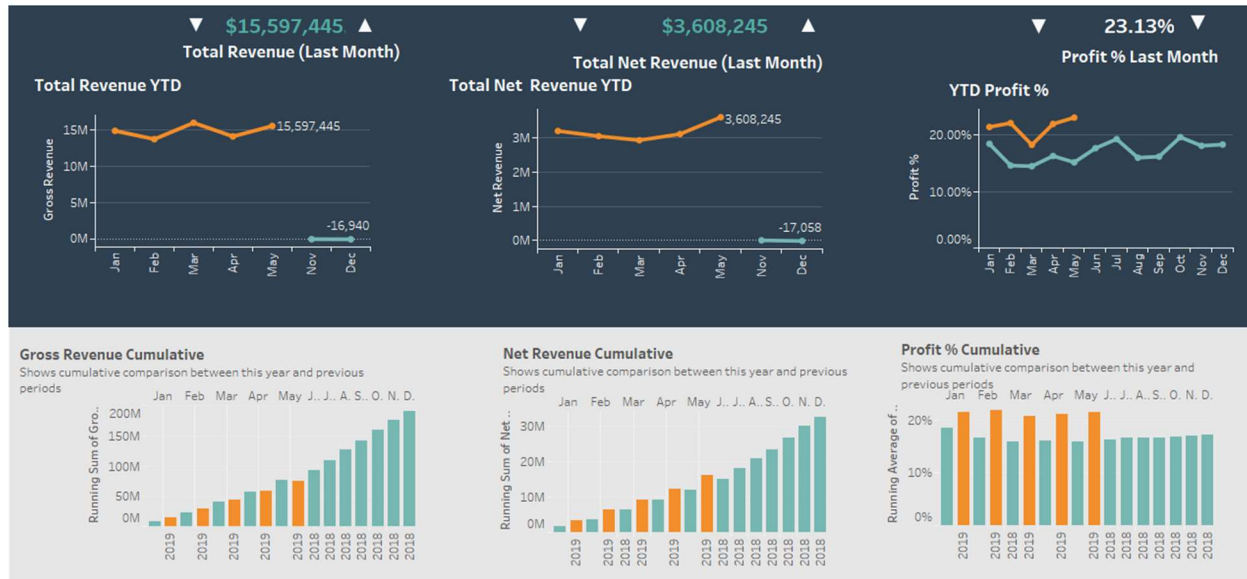 ▼ $15,597,445 ▲
Total Revenue (Last Month)
Total Revenue YTD
15M
10M
5M
0M
Gross Revenue
15,597,445
-16,940
Jan Feb Mar Apr May Nov Dec
▼ $3,608,245 ▲
Total Net Revenue (Last Month)
Total Net Revenue YTD
3M
2M
1M
0M
Net Revenue
3,608,245
-17,058
Jan Feb Mar Apr May Nov Dec
▼ 23.13% ▼
Profit % Last Month
YTD Profit %
20.00%
10.00%
0.00%
Profit %
Jan Feb Mar Apr May Jun Jul Aug Sep Oct Nov Dec
Gross Revenue Cumulative
Shows cumulative comparison between this year and previous
periods
Jan Feb Mar Apr May J.. J.. A. S.. O. N. D.
200M
150M
100M
50M
0M
Running Sum of Gro..
2019 2019 2019 2019 2019 2018 2018 2018 2018 2018 2018 2018
Net Revenue Cumulative
Shows cumulative comparison between this year and previous
periods
Jan Feb Mar Apr May J.. J.. A. S.. O. N. D.
30M
20M
10M
0M
Running Sum of Net ..
2019 2019 2018 2019 2019 2019 2018 2018 2018 2018 2018 2018 2018
Profit % Cumulative
Shows cumulative comparison between this year and
previous periods
Jan Feb Mar Apr May J.. J.. A. S.. O. N. D.
20%
10%
0%
Running Average of ..
2019 2019 2018 2019 2019 2019 2018 2018 2018 2018 2018 2018 2018